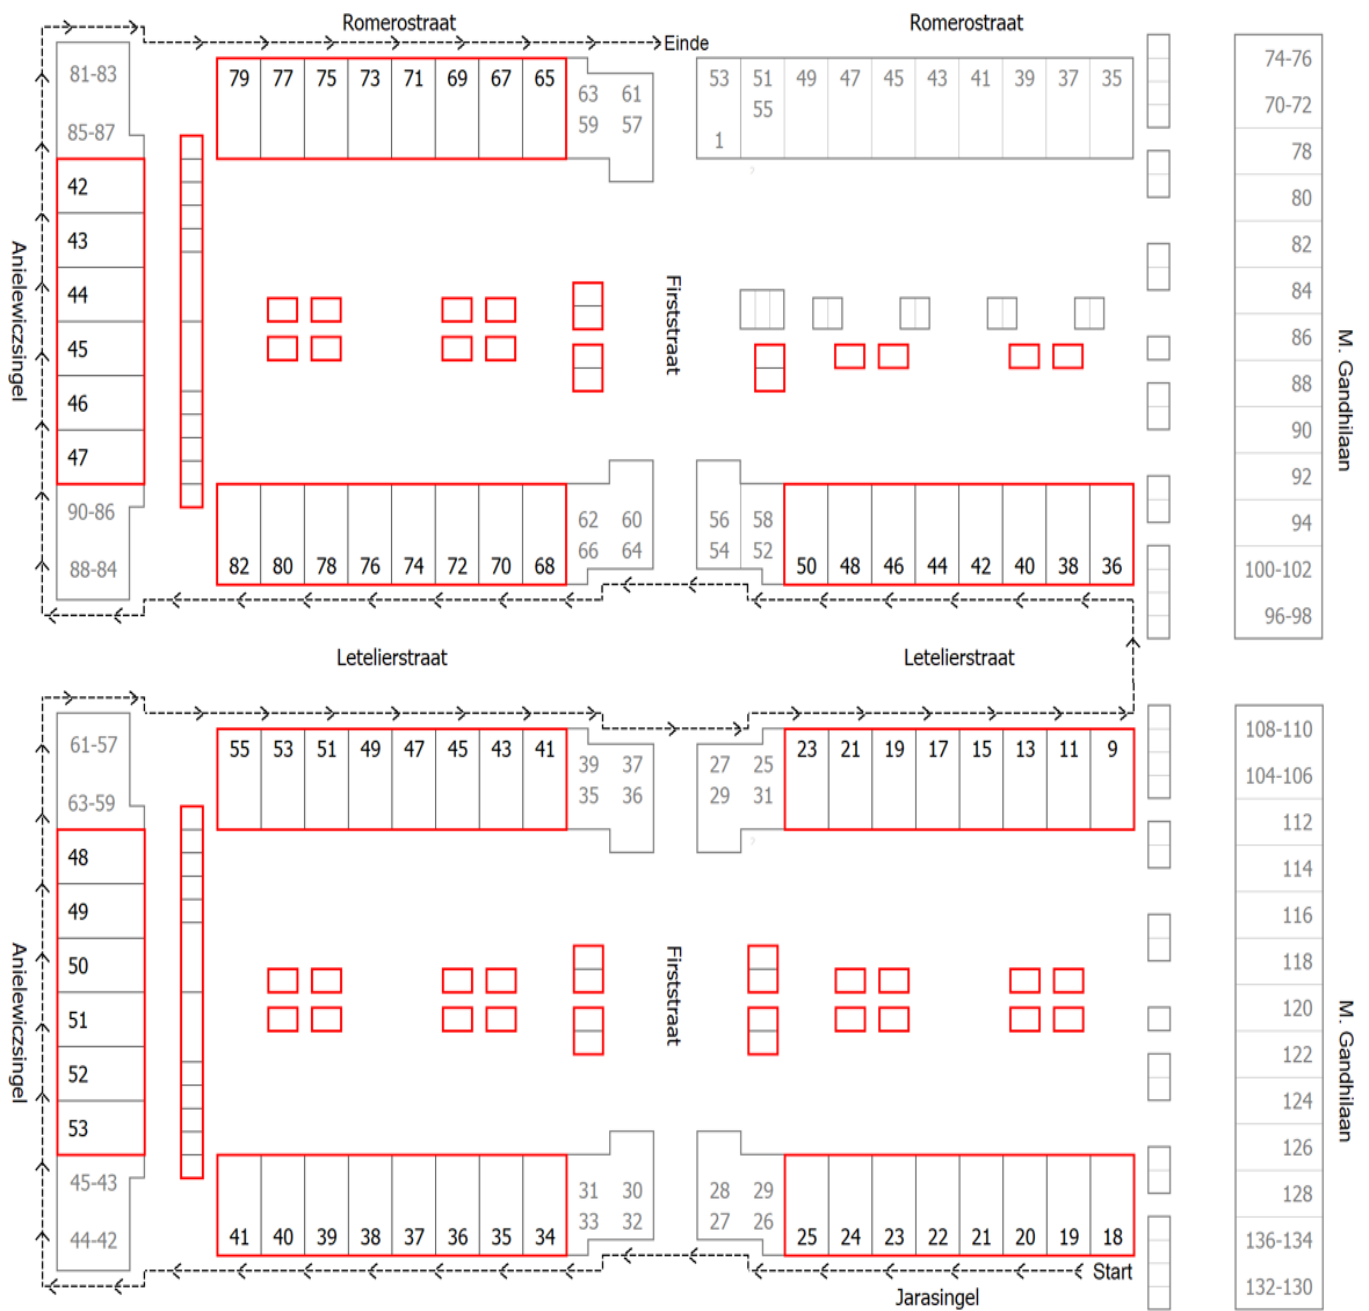 Romerostraat Romerostraat
Einde
81-83 79 77 75 73 71 69 67 65 63 61 53 51 49 47 45 43 41 39 37 35 74-76
59 57 55 70-72
85-87 1 78
42 80
43 82
44 84
45 86
46 88
47 90
92
90-86 62 60 56 58 94
88-84 82 80 78 76 74 72 70 68 66 64 54 52 50 48 46 44 42 40 38 36 100-102
96-98
Anielewiczsingel
Firststraat
M. Gandhilaan
Letelierstraat Letelierstraat
61-57 55 53 51 49 47 45 43 41 39 37 27 25 23 21 19 17 15 13 11 9 108-110
63-59 35 36 29 31 104-106
112
48 114
49 116
50 118
51 120
52 122
53 124
126
45-43 31 30 28 29 128
44-42 41 40 39 38 37 36 35 34 33 32 27 26 25 24 23 22 21 20 19 18 136-134
132-130
Anielewiczsingel
Firststraat
M. Gandhilaan
Start
Jarasingel